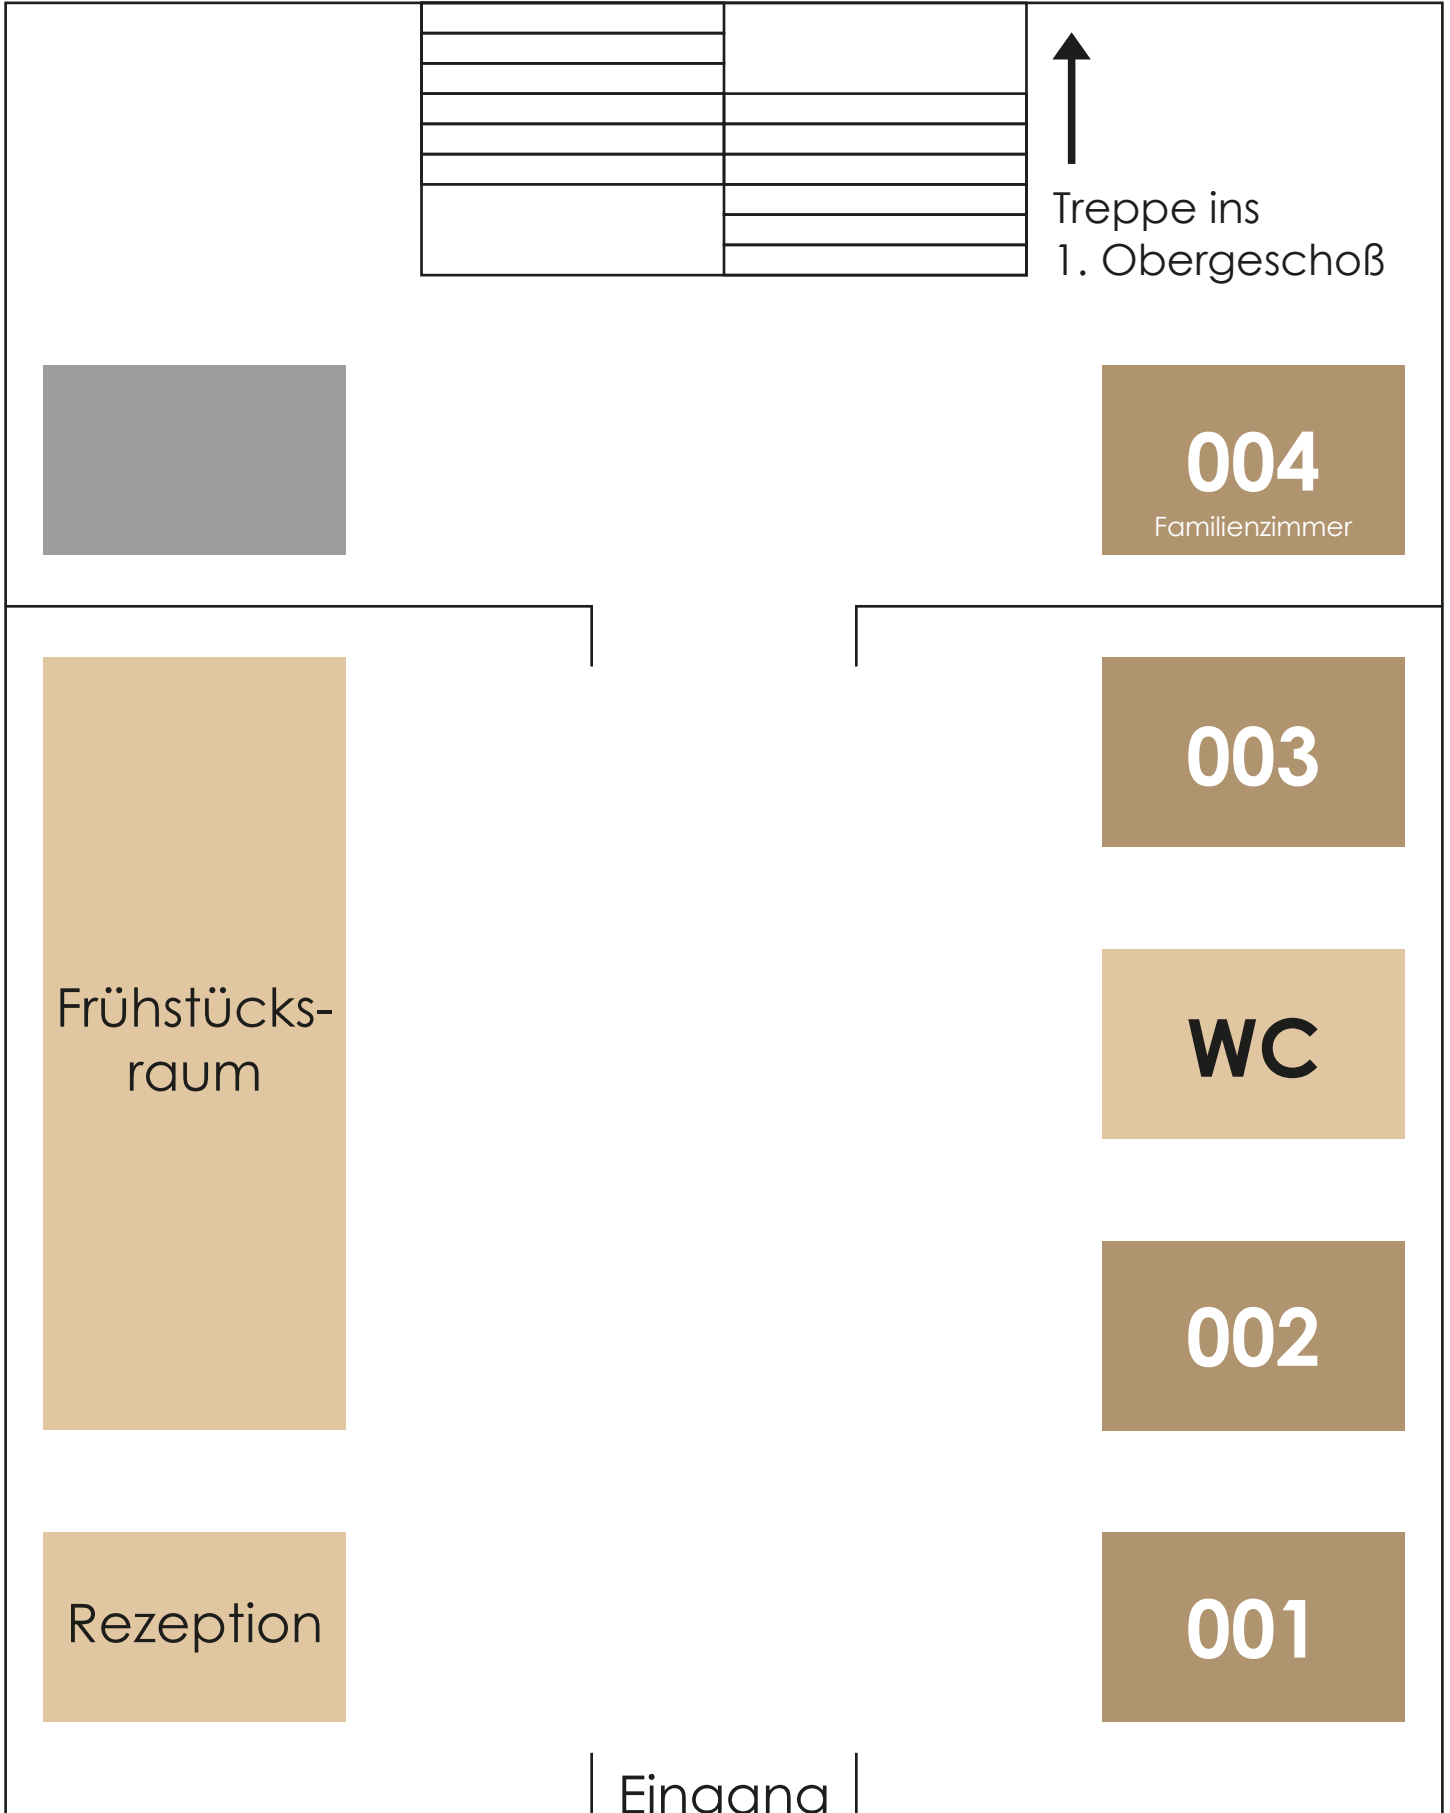 Treppe ins
1. Obergeschoß
004
Familienzimmer
003
Frühstücks-
raum
WC
002
Rezeption
001
Eingang